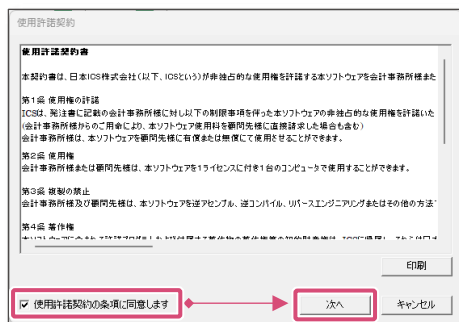 使用許諾契約
使用許諾契約書
本契約書は、日本ICS株式会社(以下、ICSという)が非独占的な使用権を許諾する本ソフトウェアを会計事務所様また
第1条 使用権の許諾
ICSは、発注書に記載の会計事務所様に対し以下の制限事項を伴った本ソフトウェアの非独占的な使用権を許諾いた
(会計事務所様からのご用命により、本ソフトウェア使用料を顧問先様に直接請求した場合も含む)
会計事務所様は、本ソフトウェアを顧問先様に有償または無償にて使用させることができます。
第2条 使用権
会計事務所様または顧問先様は、本ソフトウェアを1ライセンスに付き1台のコンピュータで使用することができます。
第3条 複製の禁止
会計事務所様及び顧問先様は、本ソフトウェアを逆アセンブル、逆コンパイル、リバースエンジニアリングまたはその他の方法
第4条 著作権
印刷
使用許諾契約の条項に同意します
次へ
キャンセル